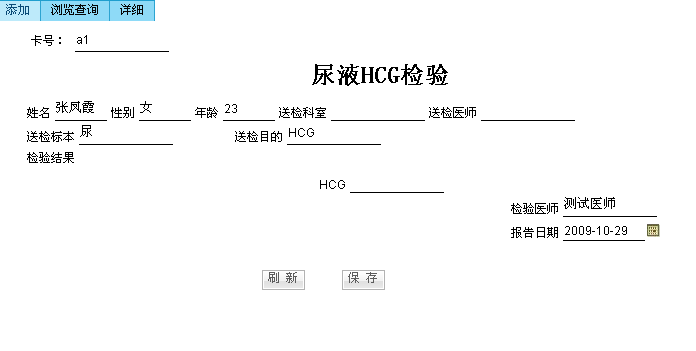 添加 浏览查询 详细
卡号： a1
尿液HCG检验
姓名 张凤霞 性别 女 年龄 23 送检科室 送检医师
送检标本 尿 送检目的 HCG
检验结果
HCG
检验医师 测试医师
报告日期 2009-10-29
刷 新 保 存